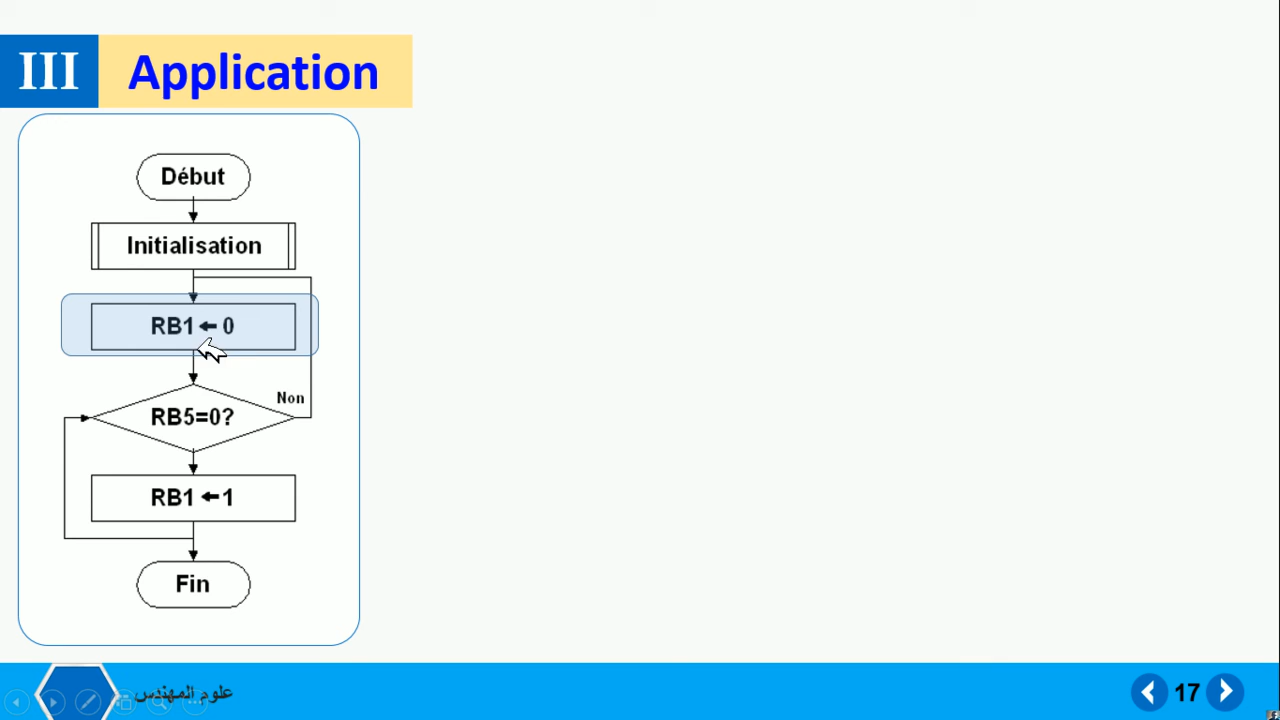 III Application
Début
Initialisation
RB1 ← 0
Non
RB5=0?
RB1 ← 1
Fin
علوم المهندس
17